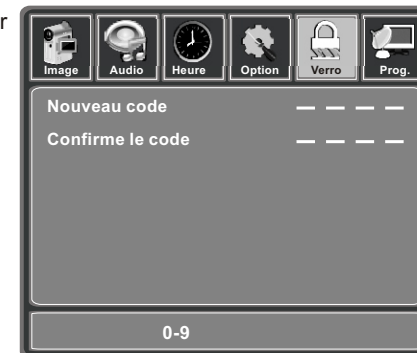 r
Image Audio Heure Option Verro Prog.
Nouveau code _ _ _ _
Confirme le code _ _ _ _
0-9